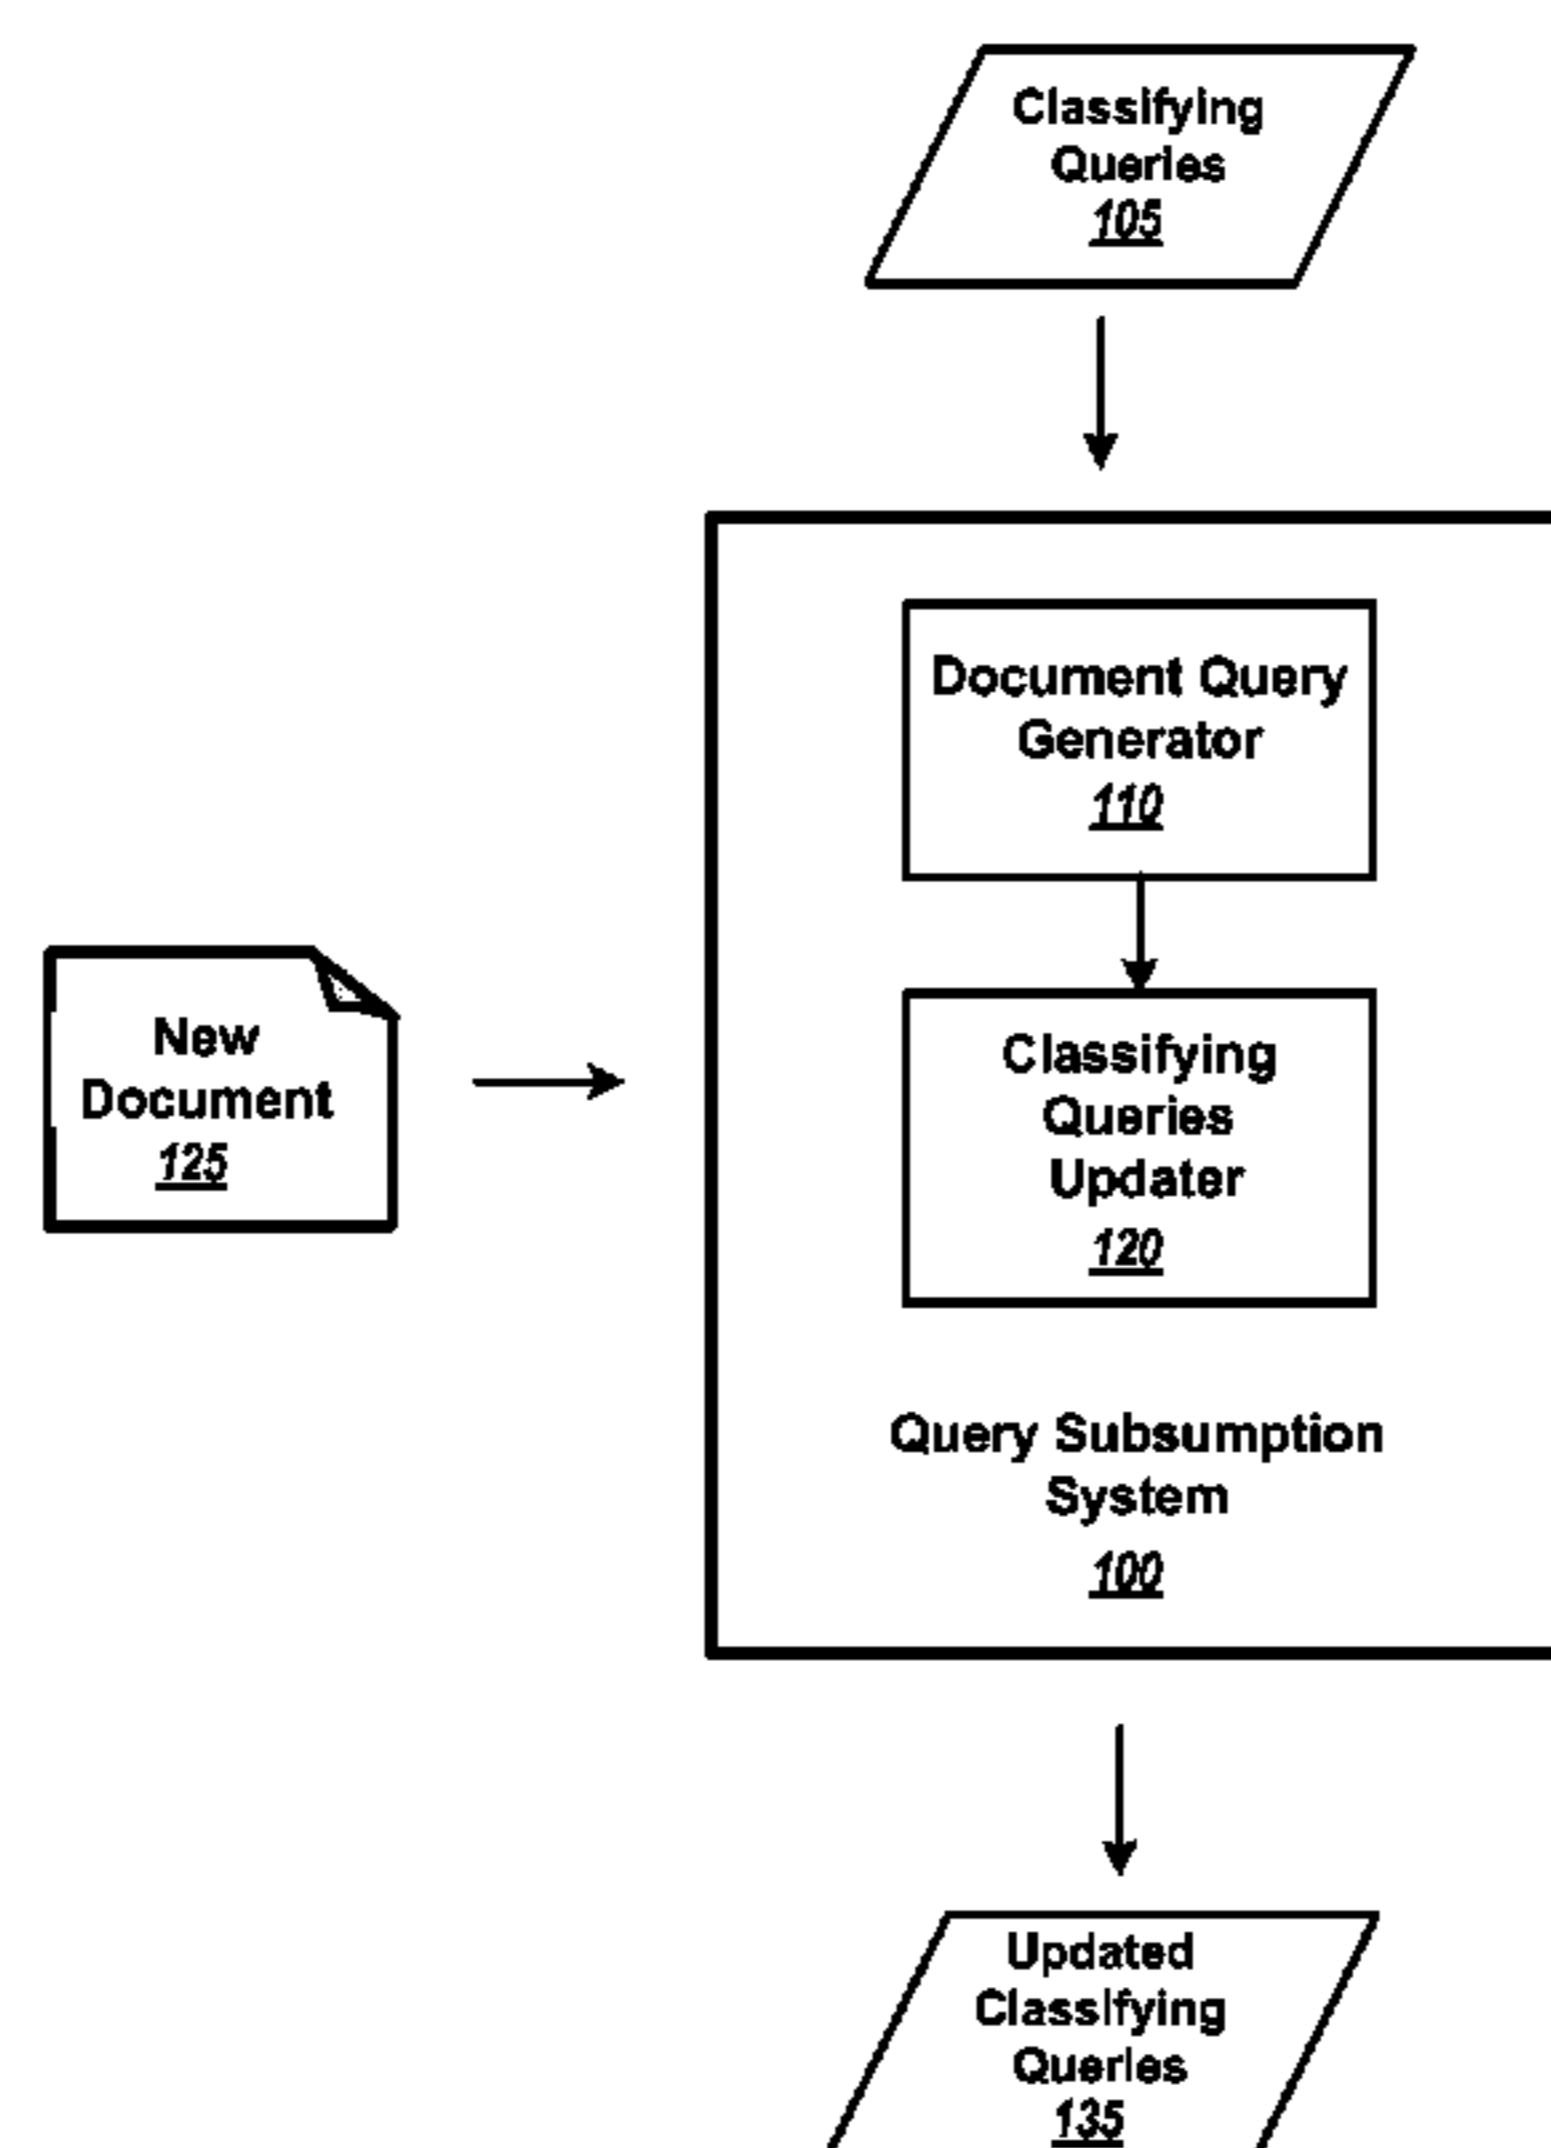 Classifying
Queries
105
Document Query
Generator
110
New
Document
125
Classifying
Queries
Updater
120
Query Subsumption
System
100
Updated
Classifying
Queries
135